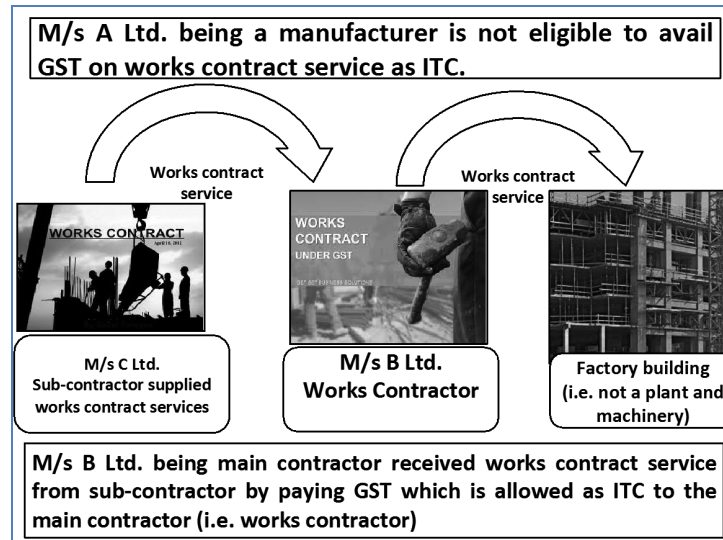 M/s A Ltd. being a manufacturer is not eligible to avail
GST on works contract service as ITC.
Works contract
service
Works contract
service
WORKS CONTRACT
WORKS
CONTRACT
UNDER GST
M/s C Ltd.
Sub-contractor supplied
works contract services
M/s B Ltd.
Works Contractor
Factory building
(i.e. not a plant and
machinery)
M/s B Ltd. being main contractor received works contract service
from sub-contractor by paying GST which is allowed as ITC to the
main contractor (i.e. works contractor)